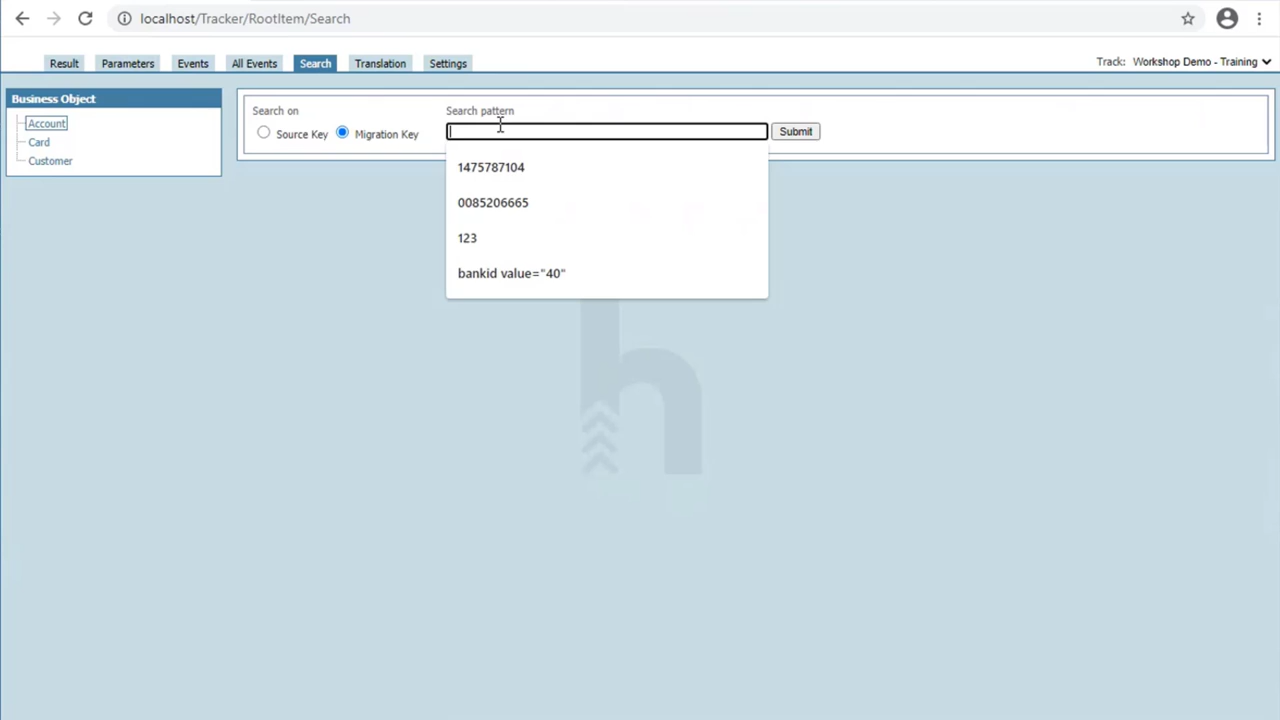 localhost/Tracker/RootItem/Search
Result Parameters Events All Events Search Translation Settings Track: Workshop Demo - Training
Business Object
Account
Card
Customer
Search on Search pattern
Source Key Migration Key Submit
1475787104
0085206665
123
bankid value="40"
h